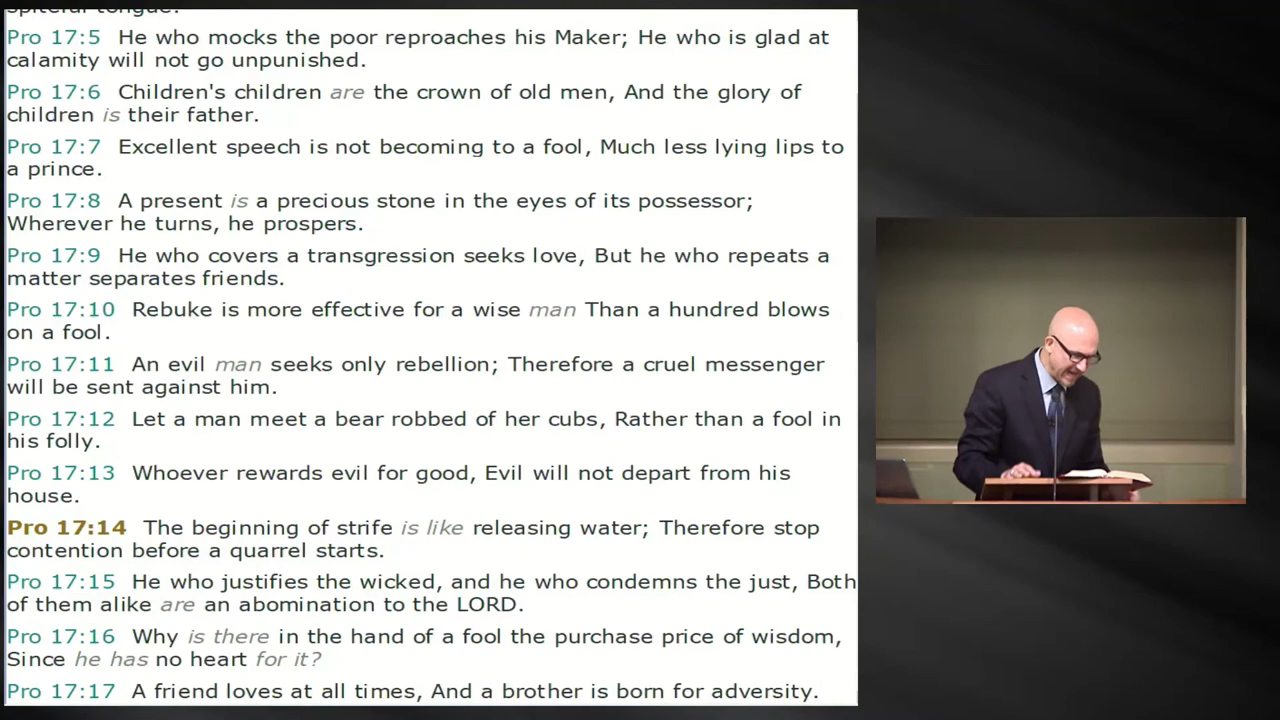 spiteful tongue.
Pro 17:5 He who mocks the poor reproaches his Maker; He who is glad at
calamity will not go unpunished.
Pro 17:6 Children's children are the crown of old men, And the glory of
children is their father.
Pro 17:7 Excellent speech is not becoming to a fool, Much less lying lips to
a prince.
Pro 17:8 A present is a precious stone in the eyes of its possessor;
Wherever he turns, he prospers.
Pro 17:9 He who covers a transgression seeks love, But he who repeats a
matter separates friends.
Pro 17:10 Rebuke is more effective for a wise man Than a hundred blows
on a fool.
Pro 17:11 An evil man seeks only rebellion; Therefore a cruel messenger
will be sent against him.
Pro 17:12 Let a man meet a bear robbed of her cubs, Rather than a fool in
his folly.
Pro 17:13 Whoever rewards evil for good, Evil will not depart from his
house.
Pro 17:14 The beginning of strife is like releasing water; Therefore stop
contention before a quarrel starts.
Pro 17:15 He who justifies the wicked, and he who condemns the just, Both
of them alike are an abomination to the LORD.
Pro 17:16 Why is there in the hand of a fool the purchase price of wisdom,
Since he has no heart for it?
Pro 17:17 A friend loves at all times, And a brother is born for adversity.